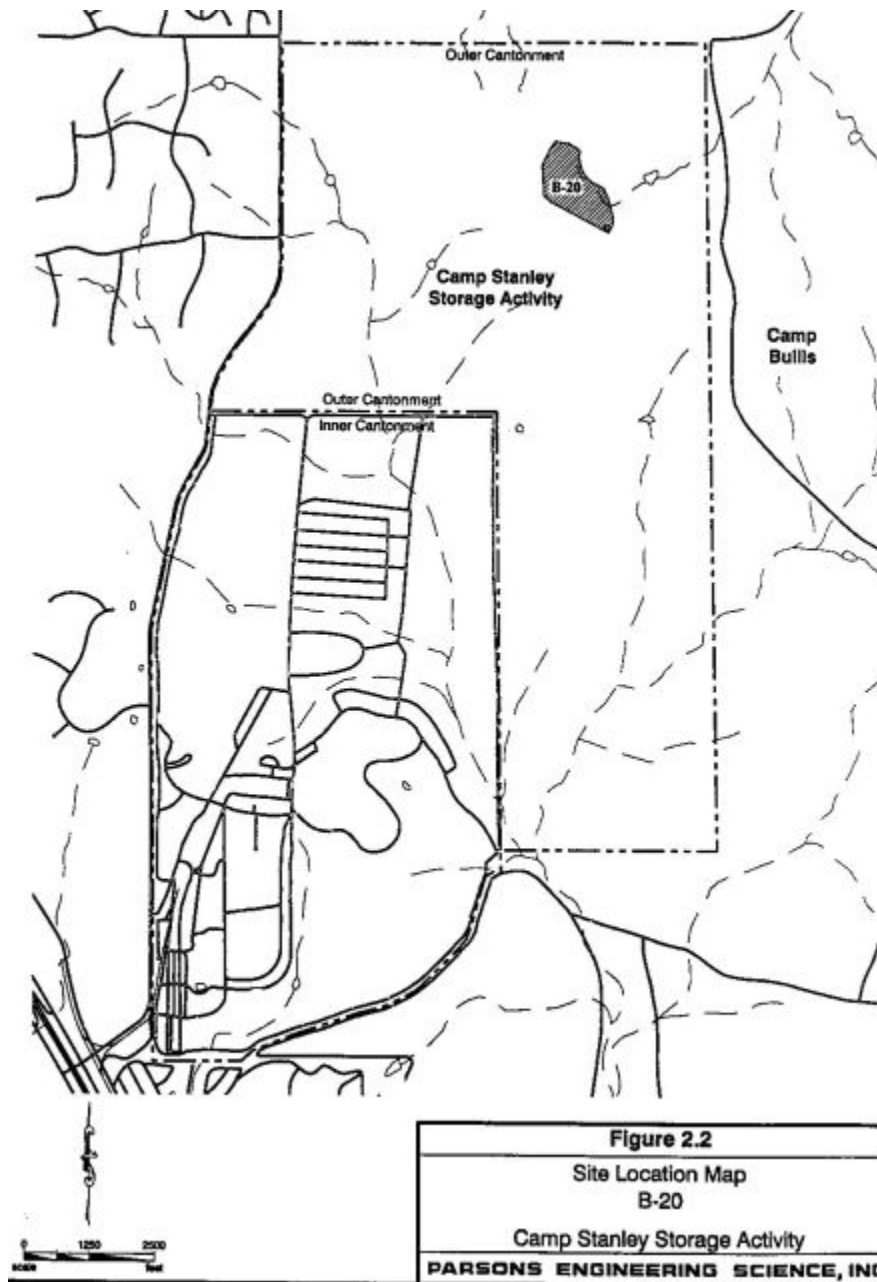 Outer Cantonment
B-20
Camp Stanley
Storage Activity
Camp
Bullis
Outer Cantonment
Inner Cantonment
0 1250 2500
scale feet
Figure 2.2
Site Location Map
B-20
Camp Stanley Storage Activity
PARSONS ENGINEERING SCIENCE, INC